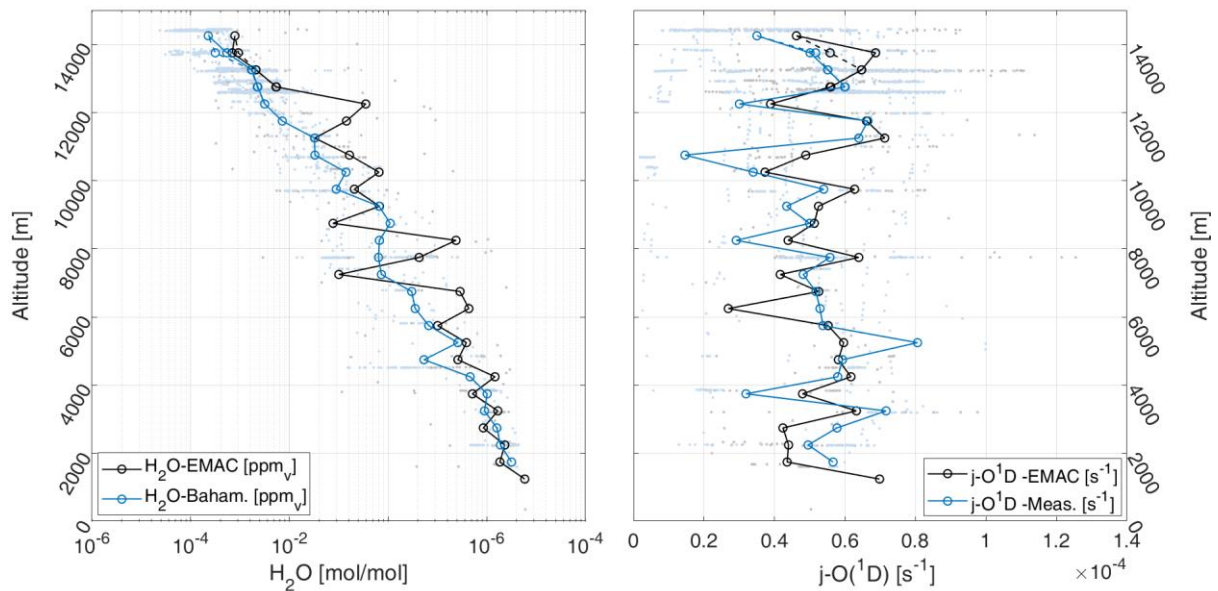 Altitude [m]
14000
12000
10000
8000
6000
4000
2000
0
H₂O-EMAC [ppmᵥ]
H₂O-Baham. [ppmᵥ]
10⁻⁶ 10⁻⁴ 10⁻² 10⁻⁶ 10⁻⁴
H₂O [mol/mol]
14000
12000
100000
8000
6000
4000
2000
0
Altitude [m]
j-O¹D -EMAC [s⁻¹]
j-O¹D -Meas. [s⁻¹]
0 0.2 0.4 0.6 0.8 1 1.2 1.4
j-O(¹D) [s⁻¹]
×10⁻⁴